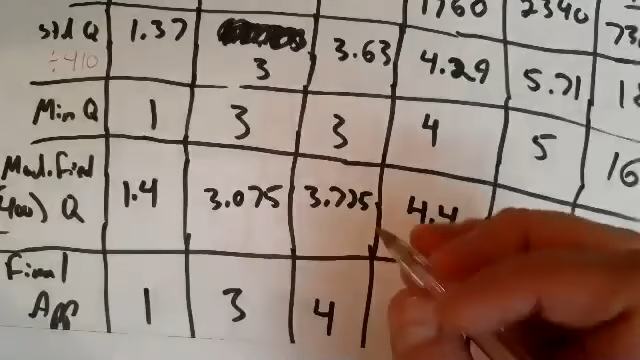 1760 2340
std Q 1.37 3 3.63 4.29 5.71
÷410
Min Q 1 3 3 4 5 16
Mod.
400) Q 1.4 3.075 3.725 4.4
Final
App 1 3 4